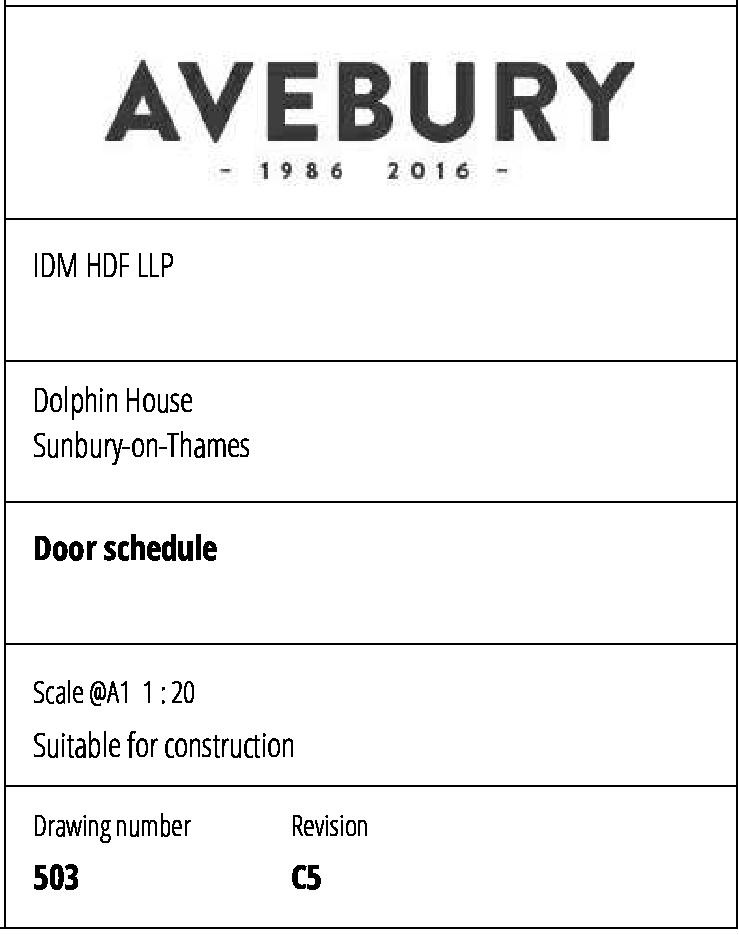 AVEBURY
- 1986 2016 -
IDM HDF LLP
Dolphin House
Sunbury-on-Thames
Door schedule
Scale @A1 1 : 20
Suitable for construction
Drawing number Revision
503 C5